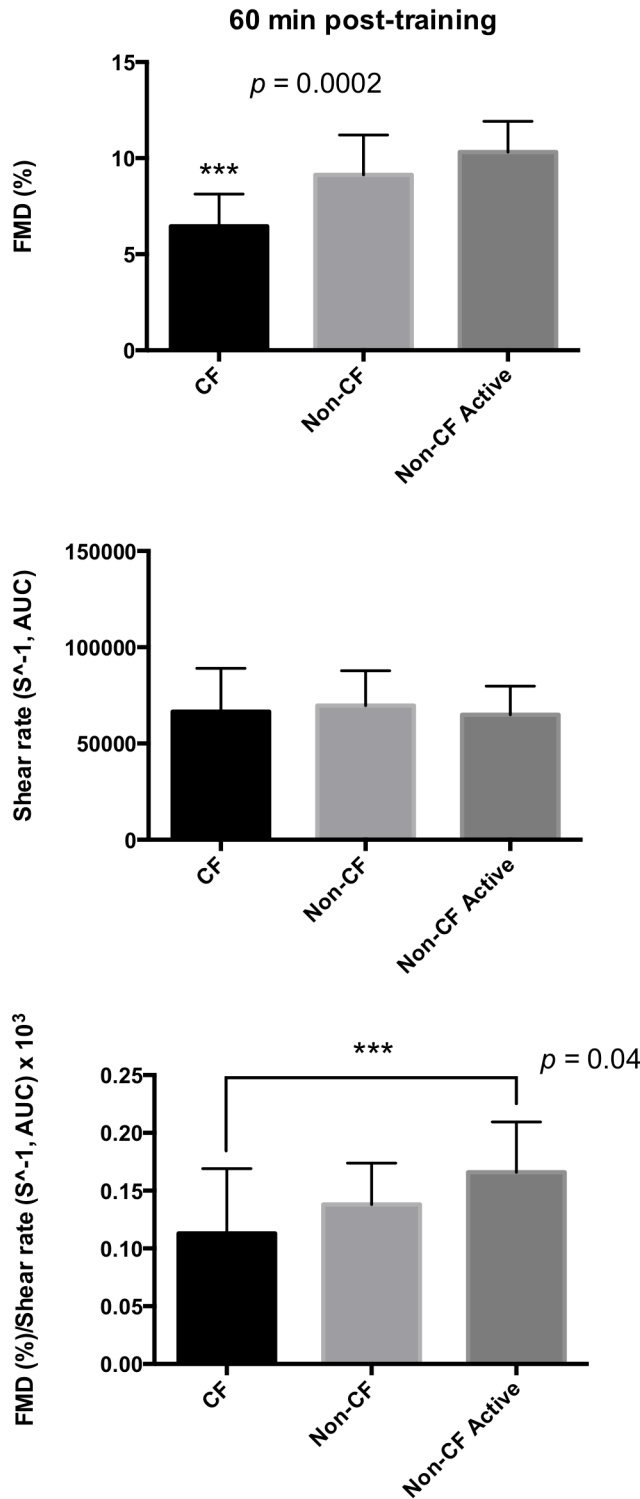 60 min post-training
FMD (%)
15
10
5
0
p = 0.0002
***
CF
Non-CF
Non-CF Active
Shear rate (S^-1, AUC)
150000
100000
50000
0
CF
Non-CF
Non-CF Active
FMD (%)/Shear rate (S^-1, AUC) x 10³
0.25
0.20
0.15
0.10
0.05
0.00
***
p = 0.04
CF
Non-CF
Non-CF Active